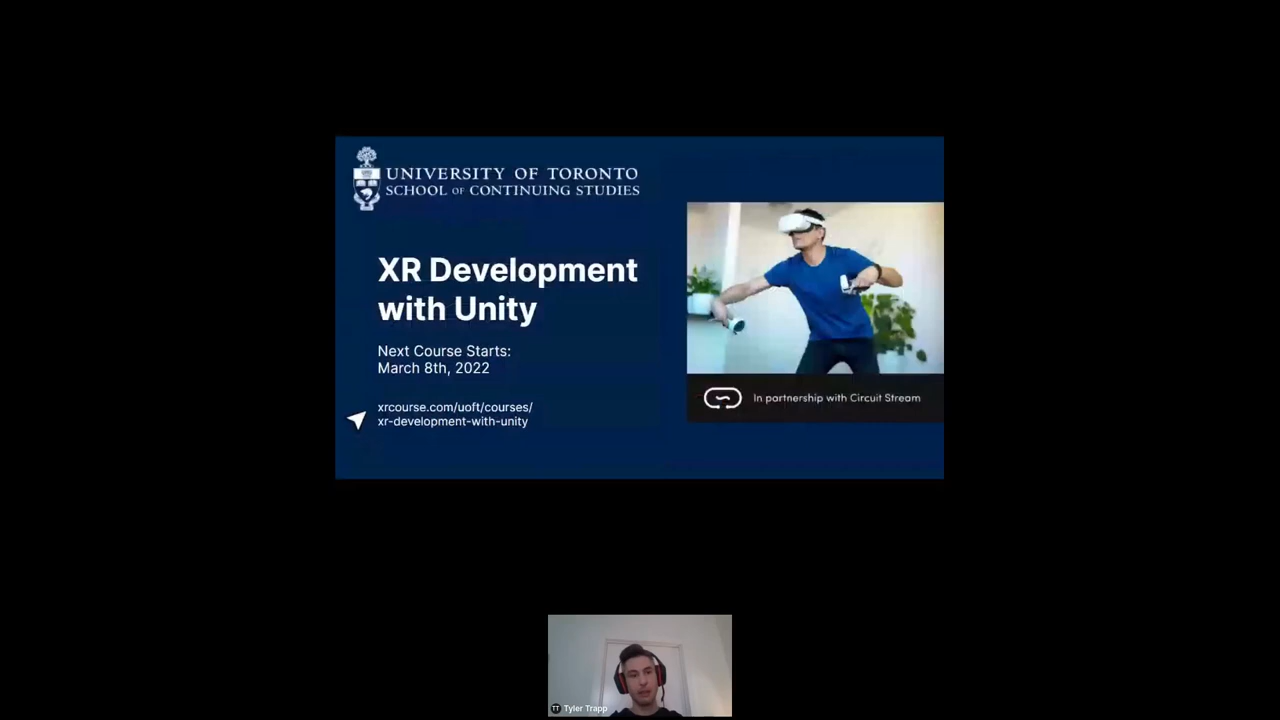 UNIVERSITY OF TORONTO
SCHOOL OF CONTINUING STUDIES
XR Development
with Unity
Next Course Starts:
March 8th, 2022
xrcourse.com/uoft/courses/
xr-development-with-unity
In partnership with Circuit Stream
TT Tyler Trapp